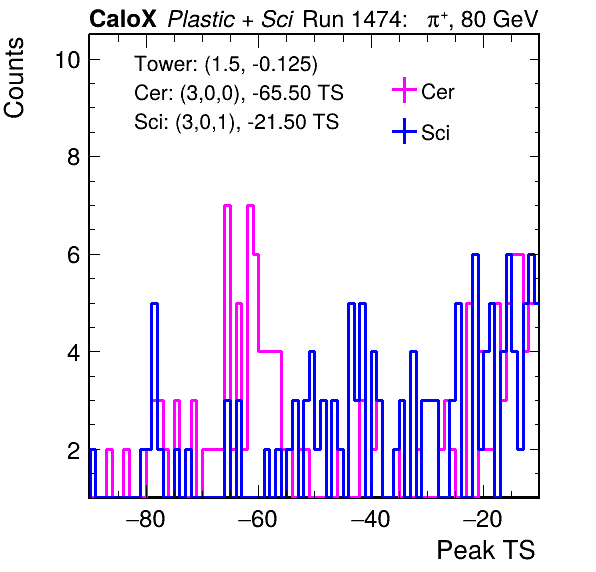 CaloX Plastic + Sci Run 1474: π⁺, 80 GeV
Counts
Tower: (1.5, -0.125)
Cer: (3,0,0), -65.50 TS
Sci: (3,0,1), -21.50 TS
Cer
Sci
10
8
6
4
2
−80 −60 −40 −20
Peak TS